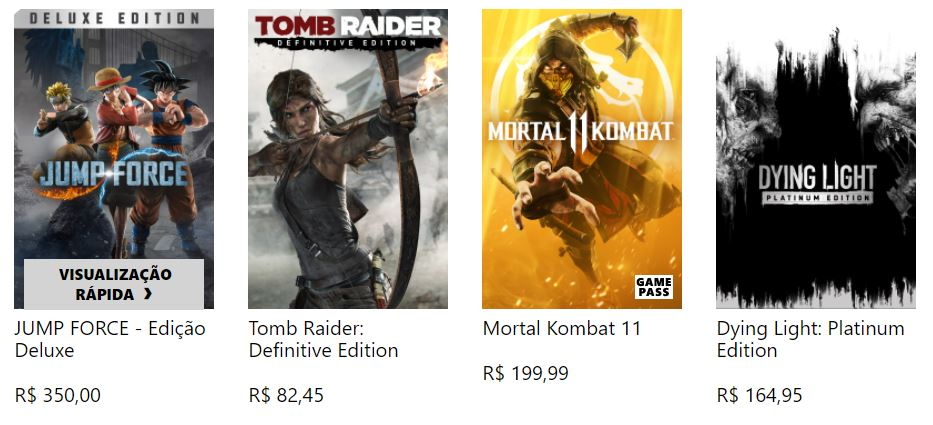 DELUXE EDITION
JUMP FORCE
VISUALIZAÇÃO
RÁPIDA ❯
JUMP FORCE - Edição
Deluxe
R$ 350,00
TOMB RAIDER
DEFINITIVE EDITION
Tomb Raider:
Definitive Edition
R$ 82,45
MORTAL 11 KOMBAT
GAME
PASS
Mortal Kombat 11
R$ 199,99
DYING LIGHT
PLATINUM EDITION
Dying Light: Platinum
Edition
R$ 164,95